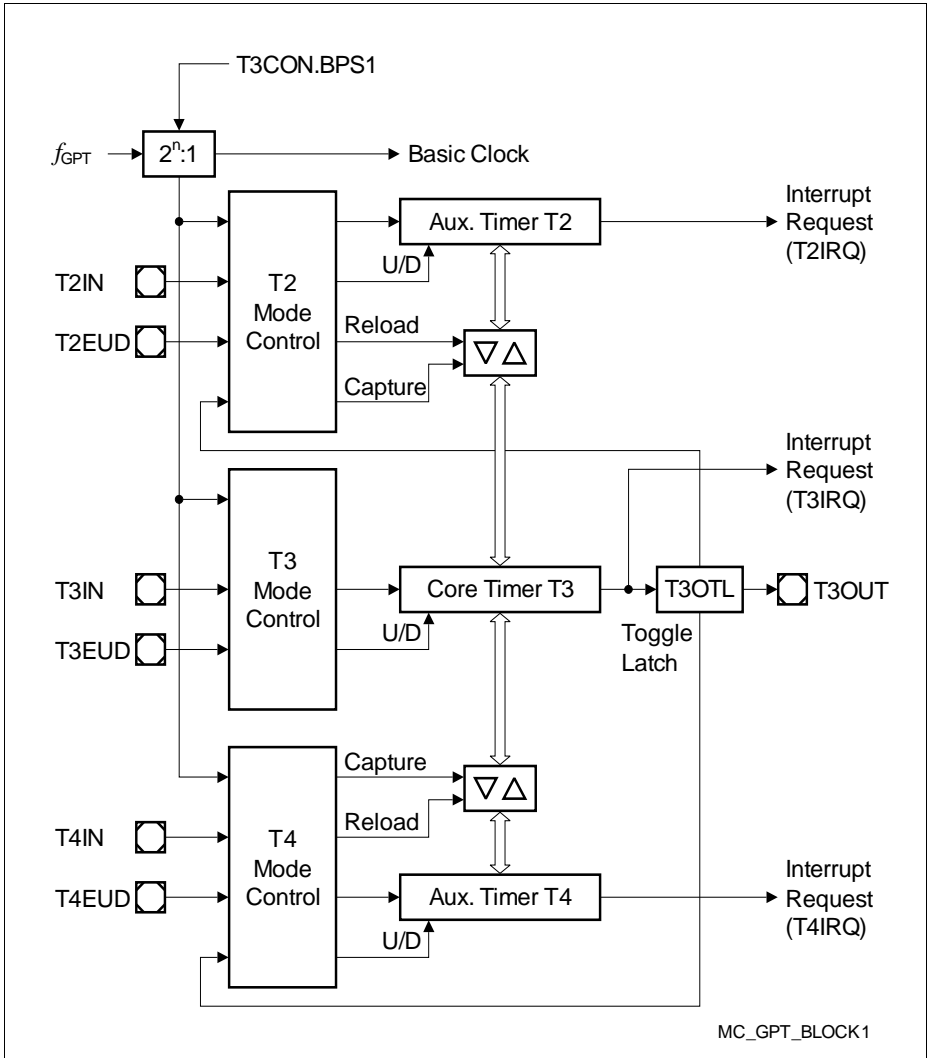 T3CON.BPS1
fGPT
2n:1
Basic Clock
Interrupt
Request
(T2IRQ)
Aux. Timer T2
U/D
T2IN
T2
Mode
Control
T2EUD
Reload
Capture
Interrupt
Request
(T3IRQ)
T3
Mode
Control
T3IN
Core Timer T3
T3OTL
T3OUT
T3EUD
U/D
Toggle
Latch
Capture
Reload
T4IN
T4
Mode
Control
T4EUD
Aux. Timer T4
U/D
Interrupt
Request
(T4IRQ)
MC_GPT_BLOCK1